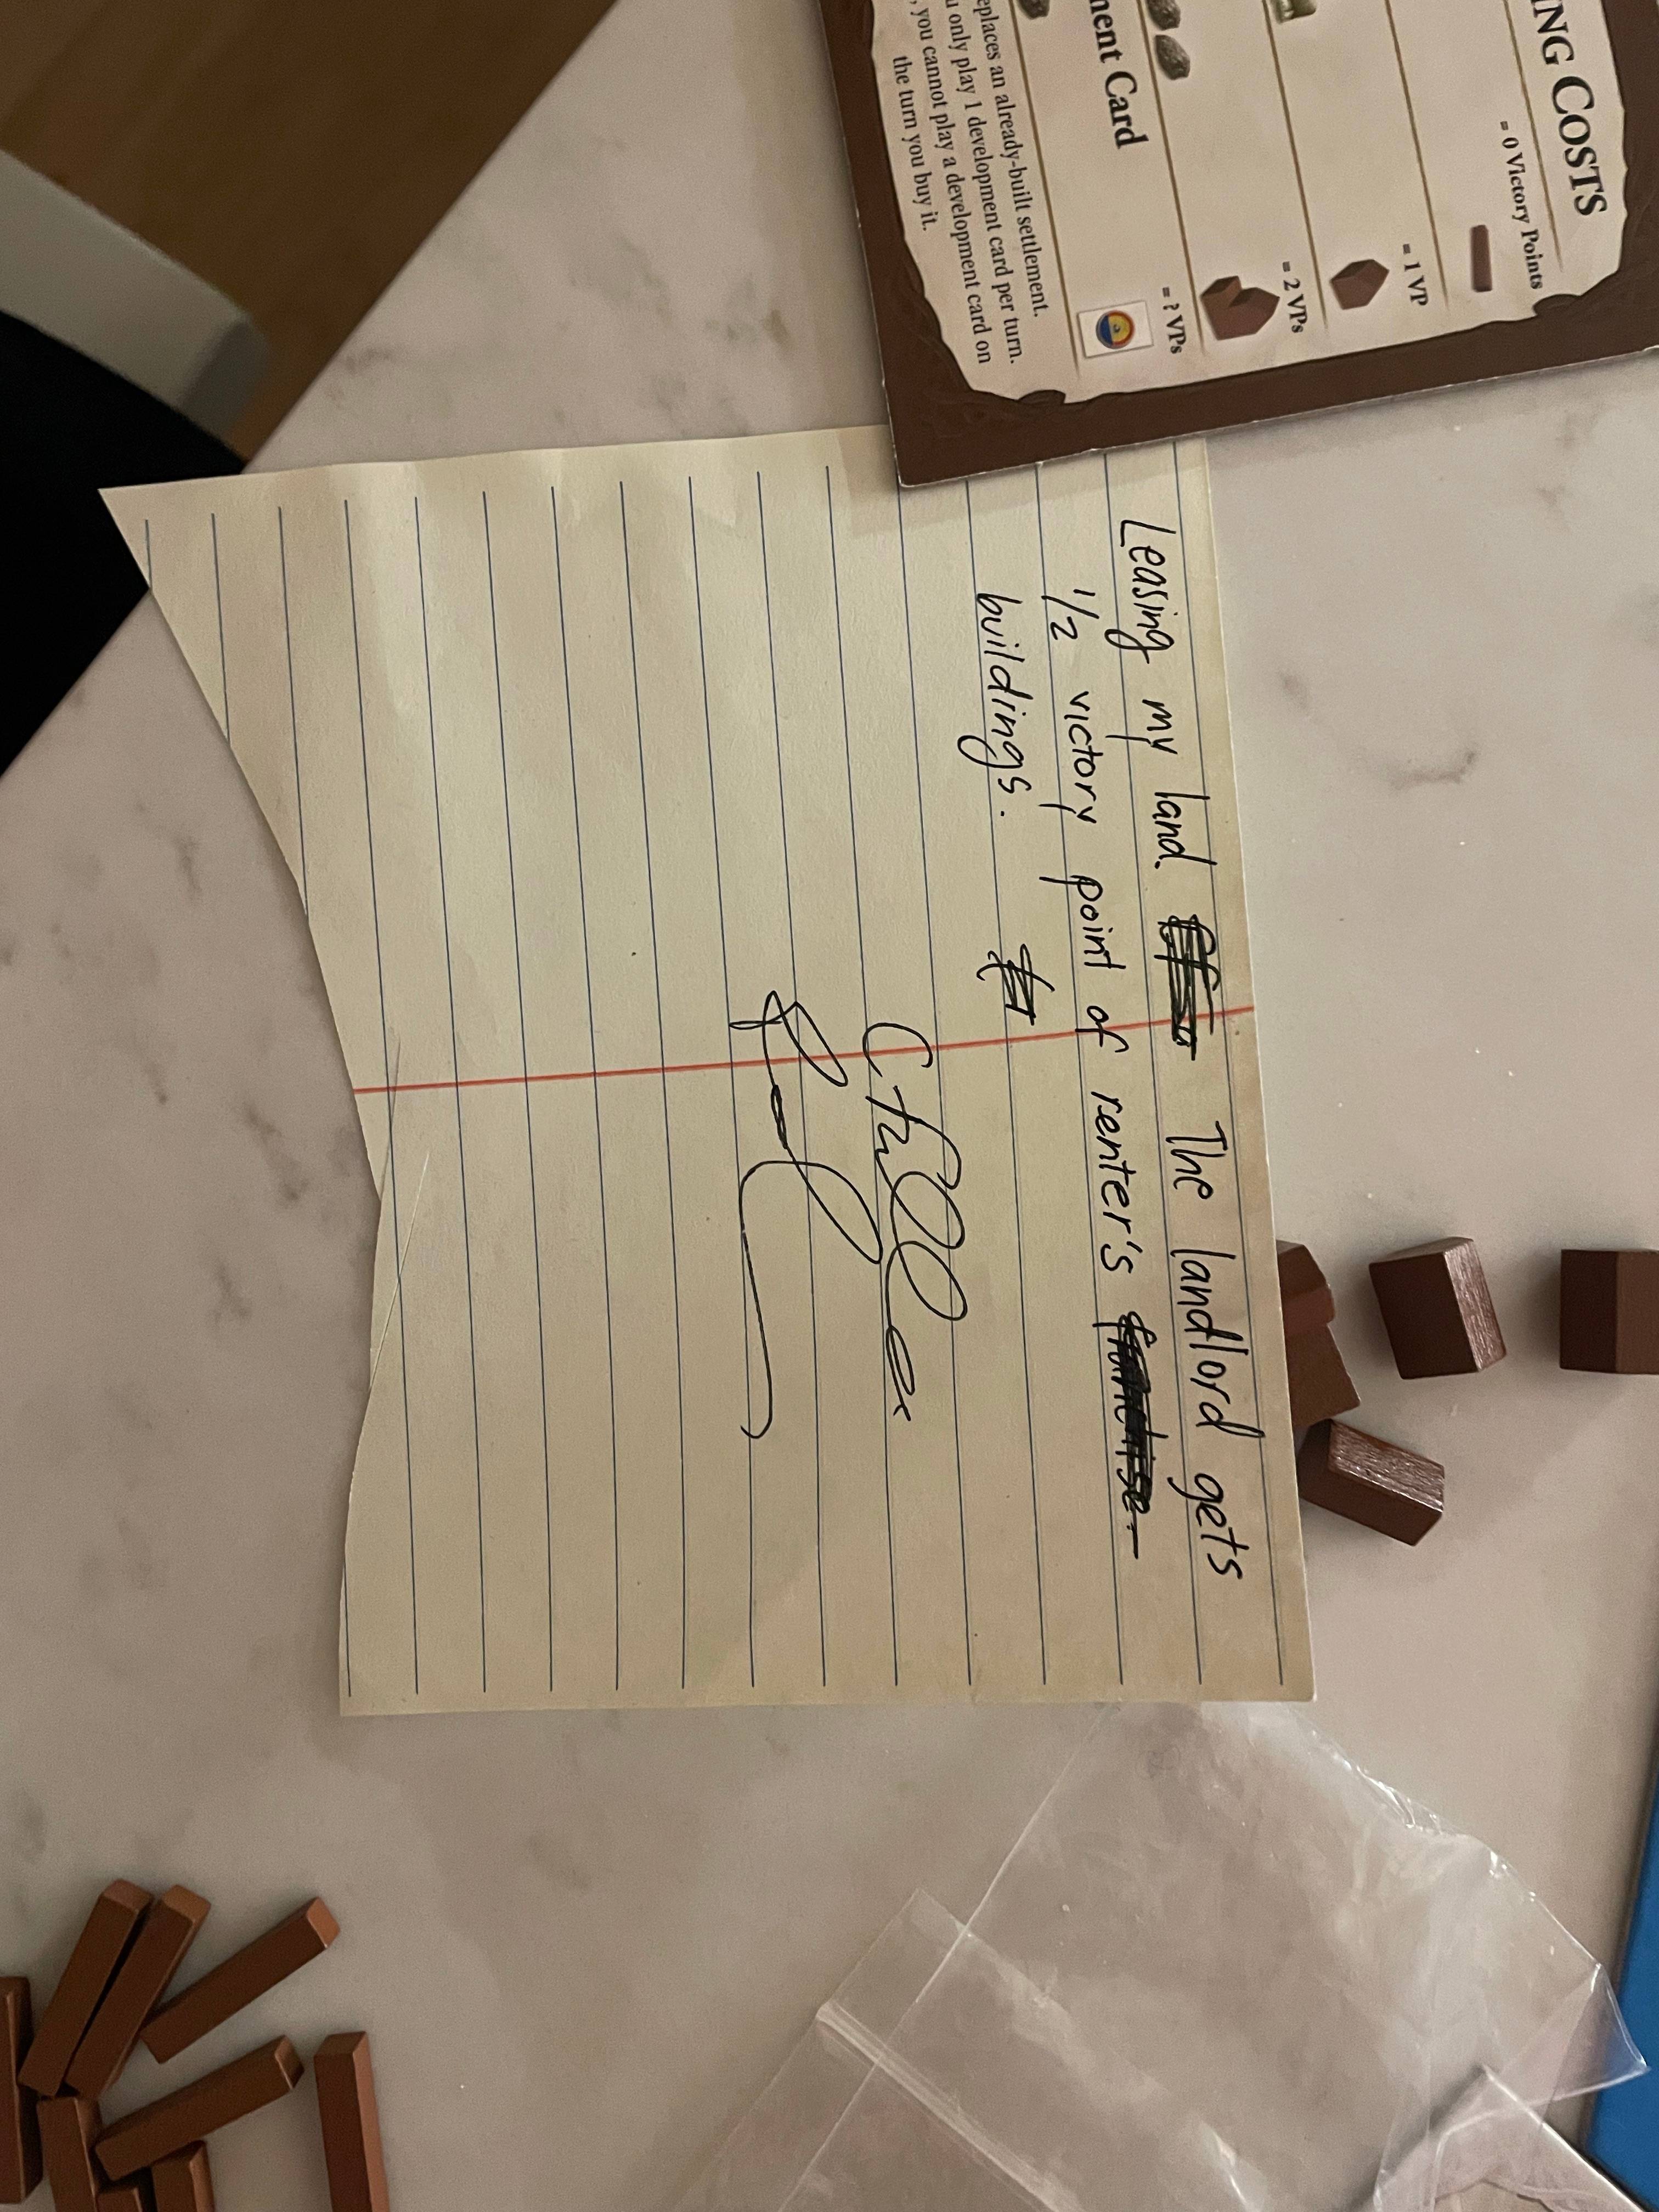 ING COSTS
= 0 Victory Points
= 1 VP
= 2 VPs
ment Card
= ? VPs
eplaces an already-built settlement.
u only play 1 development card per turn.
, you cannot play a development card on
the turn you buy it.
Leasing my land. The landlord gets
1/2 victory point of renter's
buildings.